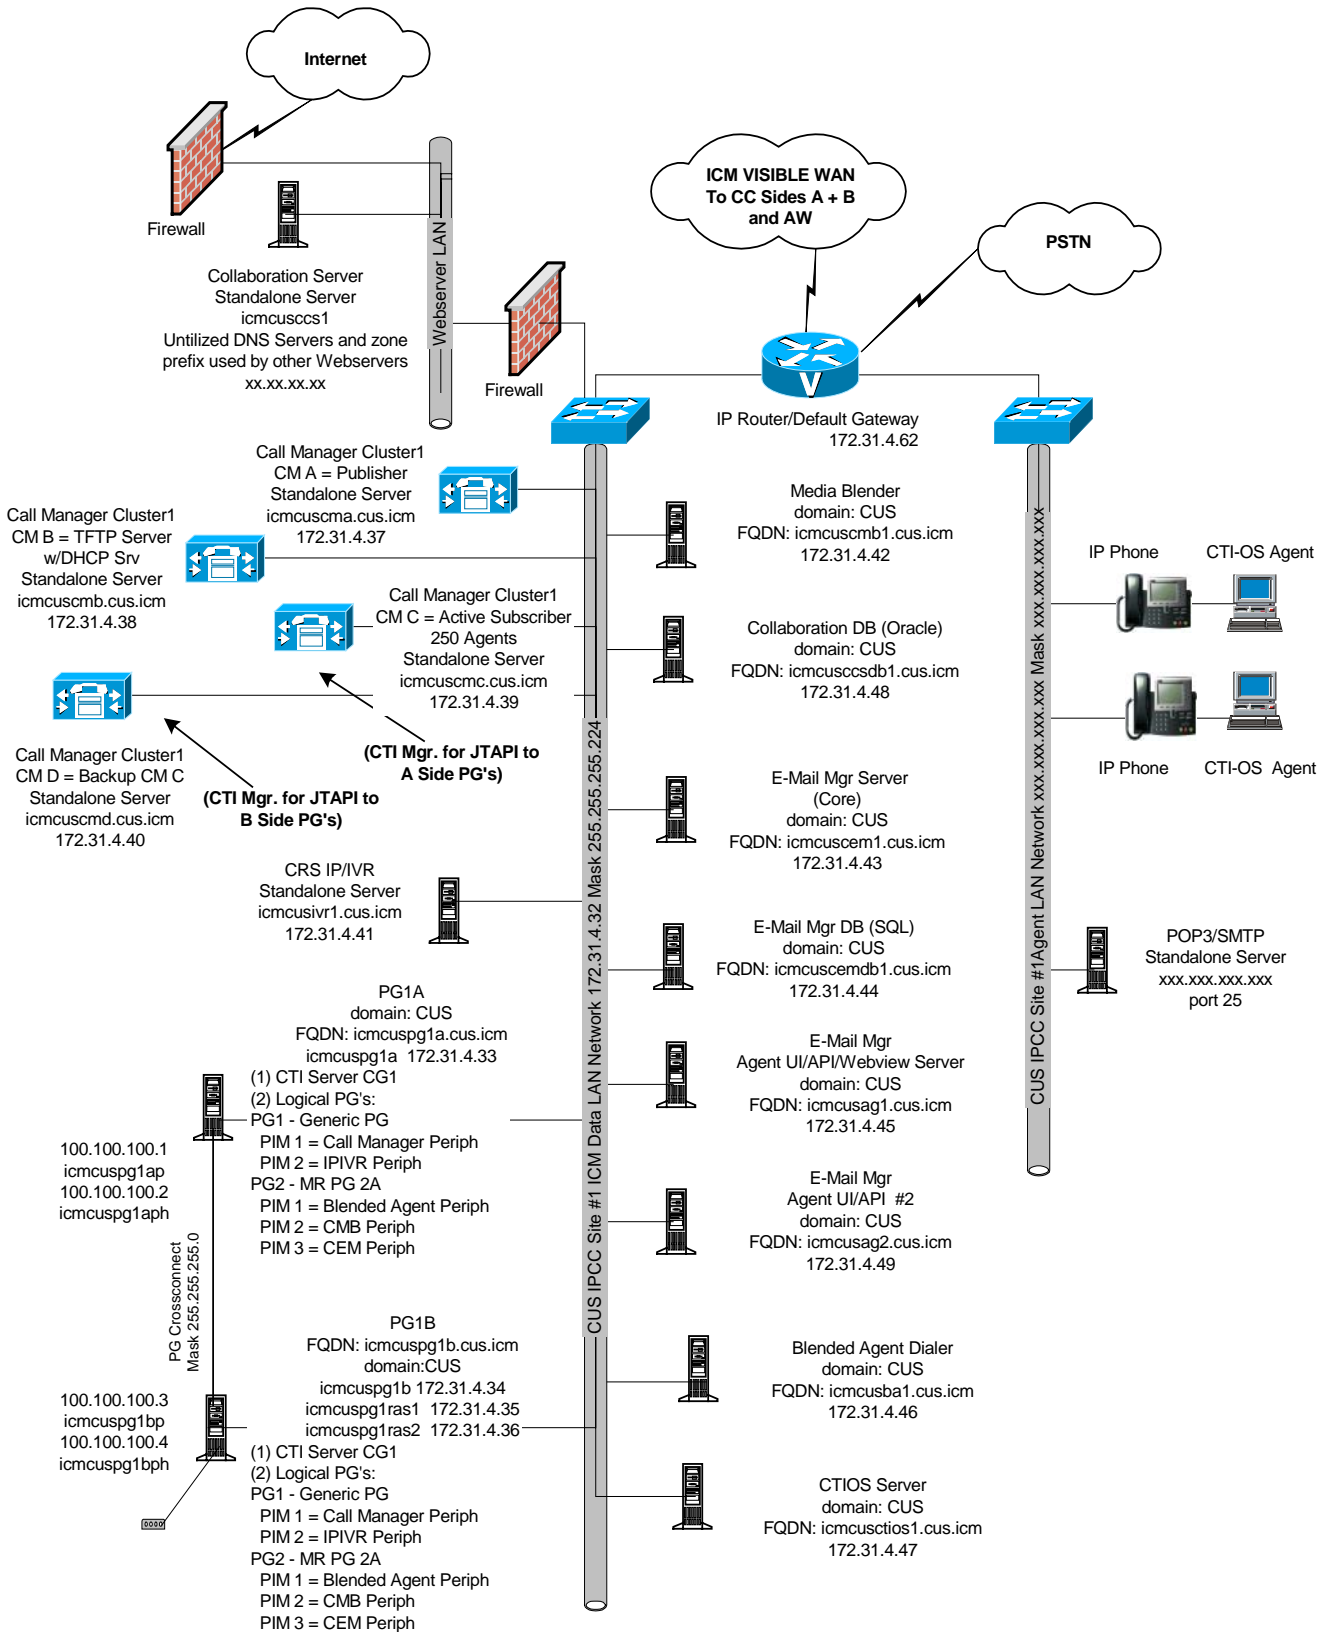 Internet
Firewall
Collaboration Server
Standalone Server
icmcusccs1
Untilized DNS Servers and zone
prefix used by other Webservers
xx.xx.xx.xx
Webserver LAN
Firewall
ICM VISIBLE WAN
To CC Sides A + B
and AW
PSTN
V
IP Router/Default Gateway
172.31.4.62
Call Manager Cluster1
CM A = Publisher
Standalone Server
icmcuscma.cus.icm
172.31.4.37
Call Manager Cluster1
CM B = TFTP Server
w/DHCP Srv
Standalone Server
icmcuscmb.cus.icm
172.31.4.38
Call Manager Cluster1
CM C = Active Subscriber
250 Agents
Standalone Server
icmcuscmc.cus.icm
172.31.4.39
(CTI Mgr. for JTAPI to
A Side PG's)
Call Manager Cluster1
CM D = Backup CM C
Standalone Server
icmcuscmd.cus.icm
172.31.4.40
(CTI Mgr. for JTAPI to
B Side PG's)
CRS IP/IVR
Standalone Server
icmcusivr1.cus.icm
172.31.4.41
PG1A
domain: CUS
FQDN: icmcuspg1a.cus.icm
icmcuspg1a 172.31.4.33
(1) CTI Server CG1
(2) Logical PG's:
PG1 - Generic PG
PIM 1 = Call Manager Periph
PIM 2 = IPIVR Periph
PG2 - MR PG 2A
PIM 1 = Blended Agent Periph
PIM 2 = CMB Periph
PIM 3 = CEM Periph
100.100.100.1
icmcuspg1ap
100.100.100.2
icmcuspg1aph
PG Crossconnect
Mask 255.255.255.0
100.100.100.3
icmcuspg1bp
100.100.100.4
icmcuspg1bph
PG1B
FQDN: icmcuspg1b.cus.icm
domain:CUS
icmcuspg1b 172.31.4.34
icmcuspg1ras1 172.31.4.35
icmcuspg1ras2 172.31.4.36
(1) CTI Server CG1
(2) Logical PG's:
PG1 - Generic PG
PIM 1 = Call Manager Periph
PIM 2 = IPIVR Periph
PG2 - MR PG 2A
PIM 1 = Blended Agent Periph
PIM 2 = CMB Periph
PIM 3 = CEM Periph
CUS IPCC Site #1 ICM Data LAN Network 172.31.4.32 Mask 255.255.255.224
Media Blender
domain: CUS
FQDN: icmcuscmb1.cus.icm
172.31.4.42
Collaboration DB (Oracle)
domain: CUS
FQDN: icmcusccsdb1.cus.icm
172.31.4.48
E-Mail Mgr Server
(Core)
domain: CUS
FQDN: icmcuscem1.cus.icm
172.31.4.43
E-Mail Mgr DB (SQL)
domain: CUS
FQDN: icmcuscemdb1.cus.icm
172.31.4.44
E-Mail Mgr
Agent UI/API/Webview Server
domain: CUS
FQDN: icmcusag1.cus.icm
172.31.4.45
E-Mail Mgr
Agent UI/API #2
domain: CUS
FQDN: icmcusag2.cus.icm
172.31.4.49
Blended Agent Dialer
domain: CUS
FQDN: icmcusba1.cus.icm
172.31.4.46
CTIOS Server
domain: CUS
FQDN: icmcusctios1.cus.icm
172.31.4.47
CUS IPCC Site #1Agent LAN Network xxx.xxx.xxx.xxx Mask xxx.xxx.xxx.xxx
IP Phone
CTI-OS Agent
IP Phone
CTI-OS Agent
POP3/SMTP
Standalone Server
xxx.xxx.xxx.xxx
port 25